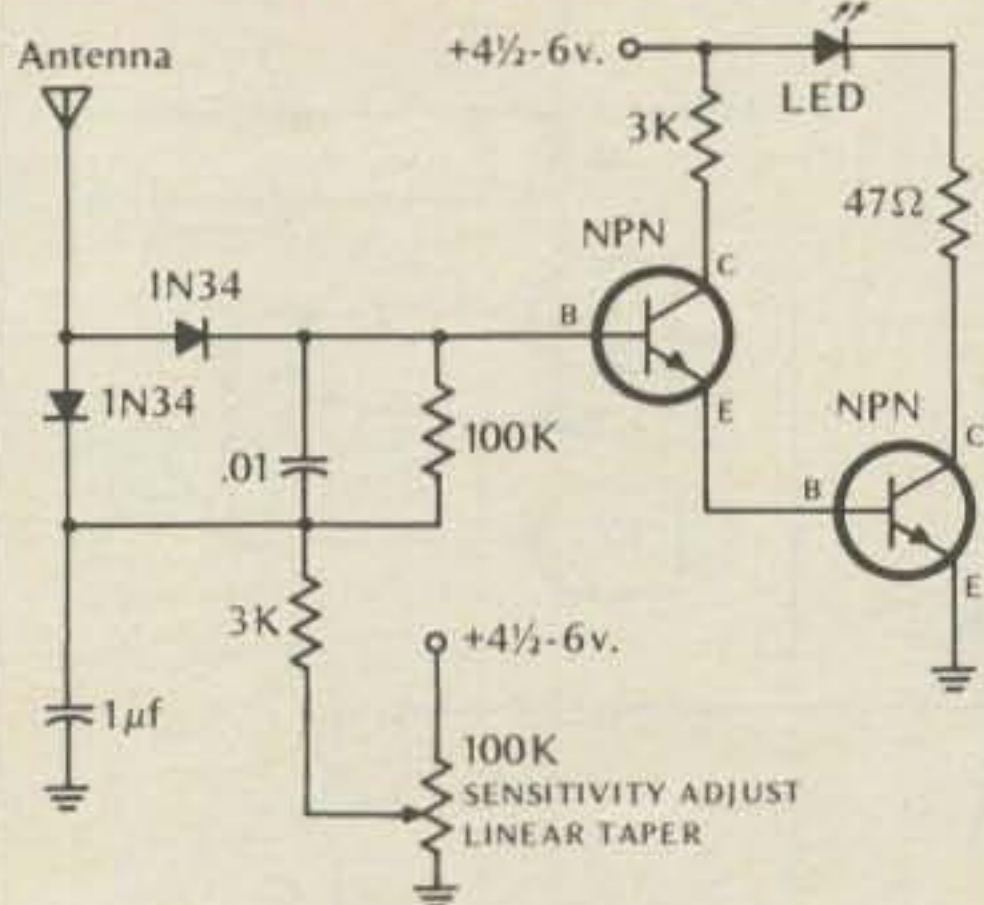 Antenna
+4½-6v.
LED
3K
47Ω
NPN
C
B
E
1N34
1N34
.01
100K
NPN
C
B
E
3K
+4½-6v.
1µf
100K
SENSITIVITY ADJUST
LINEAR TAPER